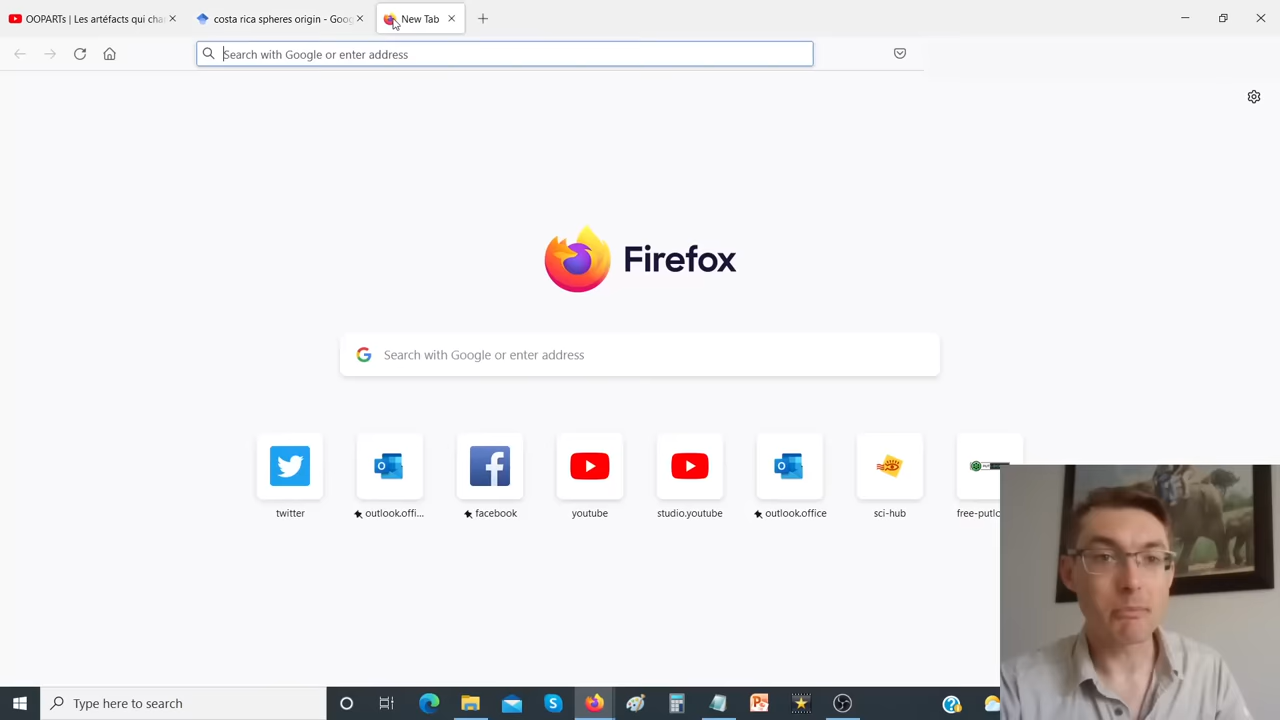 OOPARTs | Les artéfacts qui cha
costa rica spheres origin - Goog
New Tab
Search with Google or enter address
Firefox
Search with Google or enter address
twitter
outlook.offi...
facebook
youtube
studio.youtube
outlook.office
sci-hub
free-putlo
Type here to search